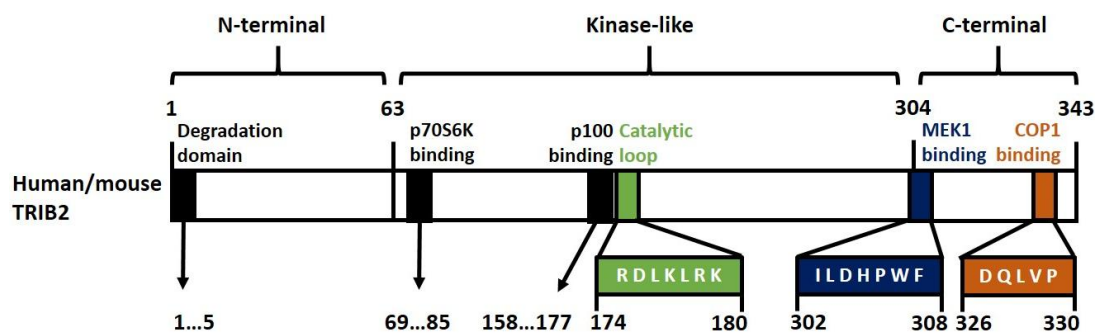 N-terminal Kinase-like C-terminal
1 63 304 343
Degradation p70S6K p100 Catalytic MEK1 COP1
domain binding binding loop binding binding
Human/mouse
TRIB2
RDLKLRK ILDHPWF DQLVP
1...5 69...85 158...177 174 180 302 308 326 330